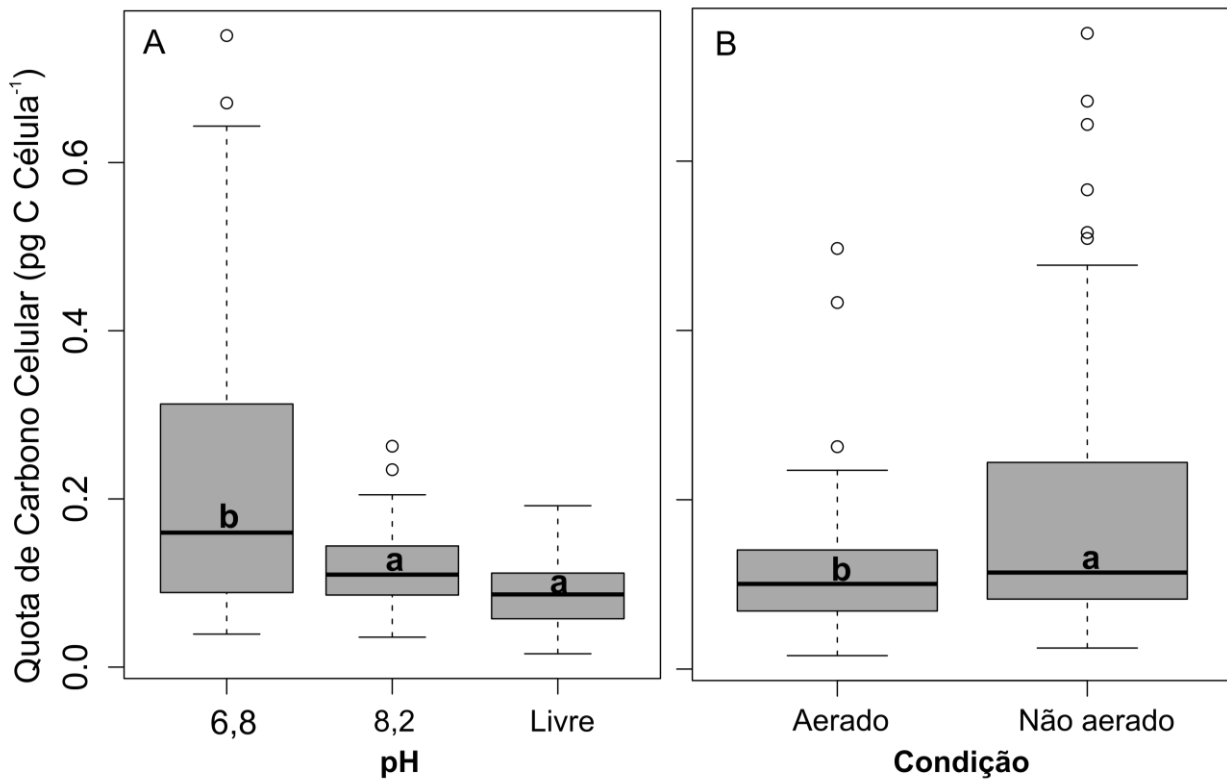 A
B
Quota de Carbono Celular (pg C Célula⁻¹)
0.6
0.4
0.2
0.0
b
a
a
b
a
6,8
8,2
Livre
pH
Aerado
Não aerado
Condição